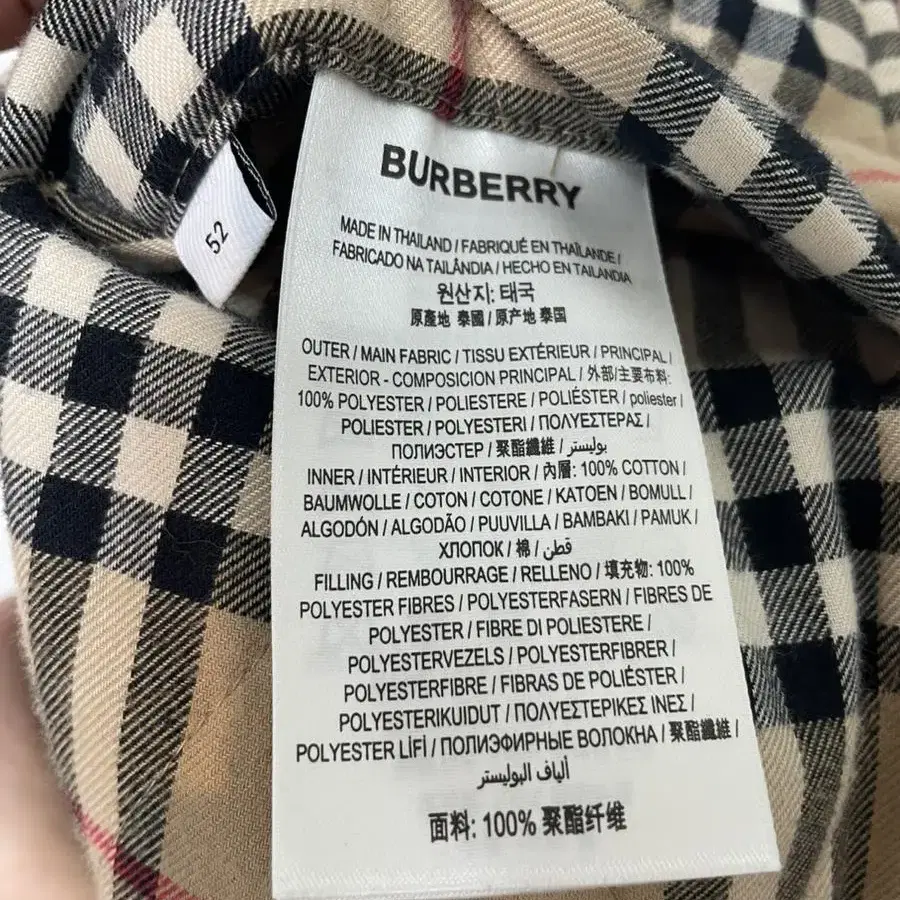 52
BURBERRY
MADE IN THAILAND / FABRIQUÉ EN THAÏLANDE /
FABRICADO NA TAILÂNDIA / HECHO EN TAILANDIA
원산지: 태국
原產地 泰國 / 原产地 泰国
OUTER / MAIN FABRIC / TISSU EXTÉRIEUR / PRINCIPAL /
EXTERIOR - COMPOSICION PRINCIPAL / 外部/主要布料:
100% POLYESTER / POLIESTERE / POLIÉSTER / poliester /
POLIESTER / POLYESTERI / ΠΟΛΥΕΣΤΕΡΑΣ /
ПОЛИЭСТЕР / 聚酯纖維 / بوليستر
INNER / INTÉRIEUR / INTERIOR / 內層: 100% COTTON /
BAUMWOLLE / COTON / COTONE / KATOEN / BOMULL /
ALGODÓN / ALGODÃO / PUUVILLA / BAMBAKI / PAMUK /
ХЛОПОК / 棉 / قطن
FILLING / REMBOURRAGE / RELLENO / 填充物: 100%
POLYESTER FIBRES / POLYESTERFASERN / FIBRES DE
POLYESTER / FIBRE DI POLIESTERE /
POLYESTERVEZELS / POLYESTERFIBRER /
POLYESTERFIBRE / FIBRAS DE POLIÉSTER /
POLYESTERIKUIDUT / ΠΟΛΥΕΣΤΕΡΙΚΕΣ ΙΝΕΣ /
POLYESTER LİFİ / ПОЛИЭФИРНЫЕ ВОЛОКНА / 聚酯纖維 /
ألياف البوليستر
面料: 100% 聚酯纤维